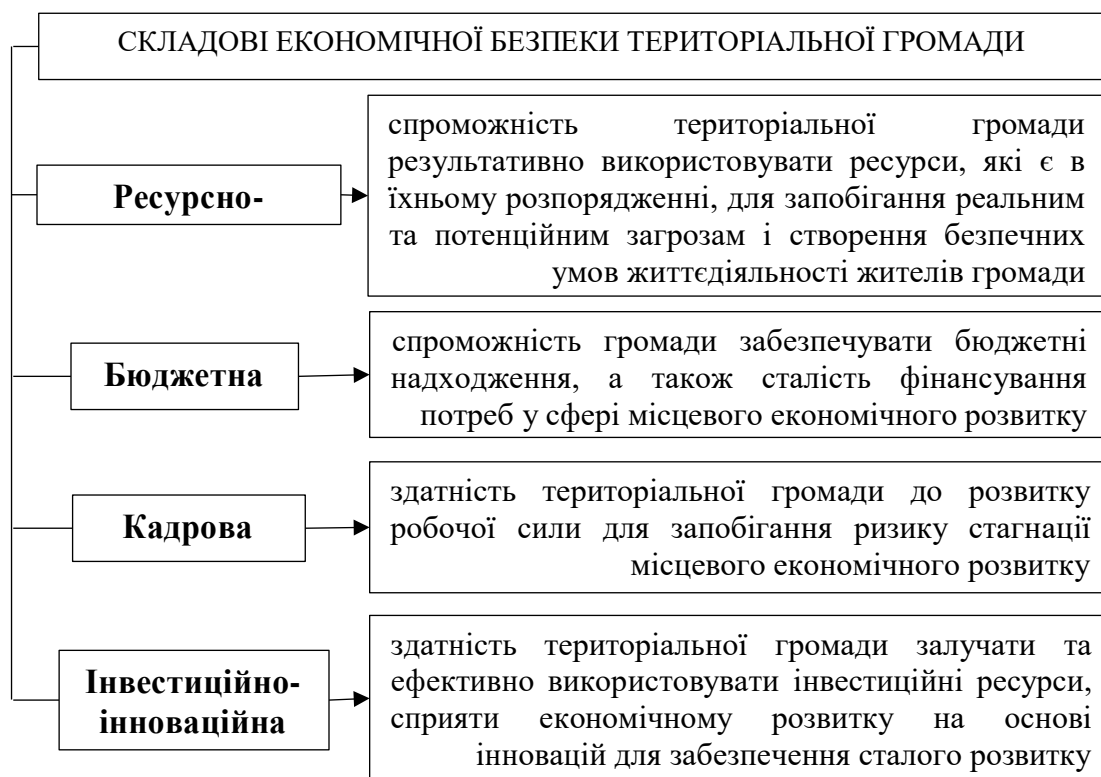 СКЛАДОВІ ЕКОНОМІЧНОЇ БЕЗПЕКИ ТЕРИТОРІАЛЬНОЇ ГРОМАДИ
Ресурсно-
спроможність територіальної громади
результативно використовувати ресурси, які є в
їхньому розпорядженні, для запобігання реальним
та потенційним загрозам і створення безпечних
умов життєдіяльності жителів громади
Бюджетна
спроможність громади забезпечувати бюджетні
надходження, а також сталість фінансування
потреб у сфері місцевого економічного розвитку
Кадрова
здатність територіальної громади до розвитку
робочої сили для запобігання ризику стагнації
місцевого економічного розвитку
Інвестиційно-
інноваційна
здатність територіальної громади залучати та
ефективно використовувати інвестиційні ресурси,
сприяти економічному розвитку на основі
інновацій для забезпечення сталого розвитку